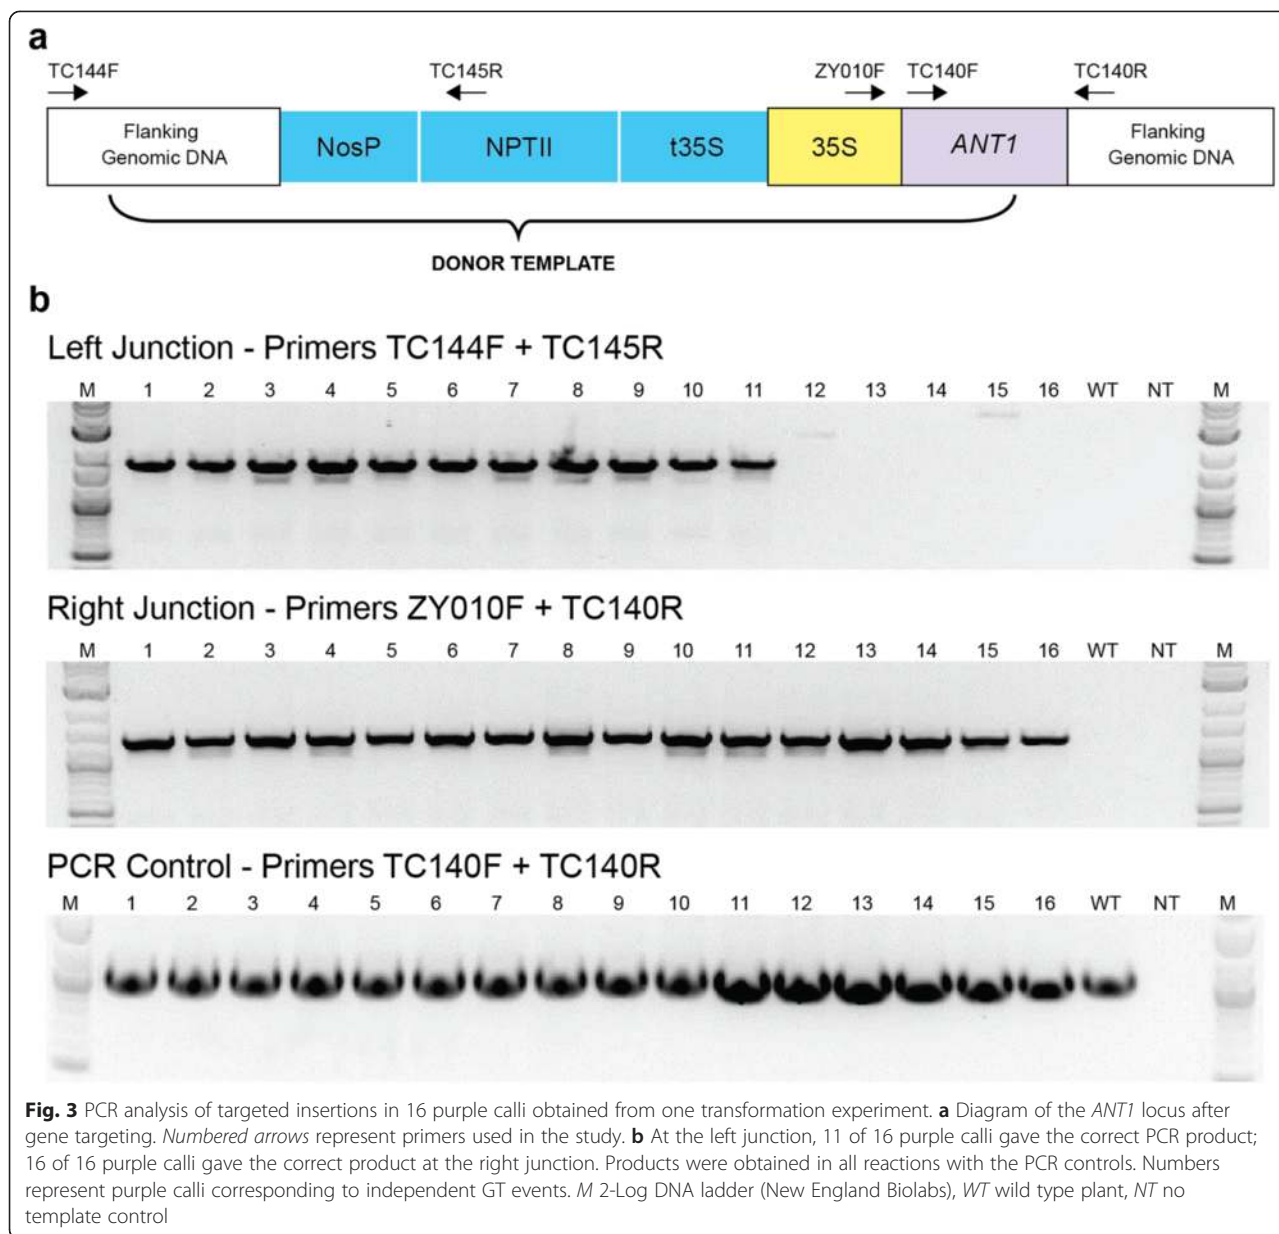 a
TC144F TC145R ZY010F TC140F TC140R
Flanking
Genomic DNA
NosP NPTII t35S 35S ANT1
Flanking
Genomic DNA
DONOR TEMPLATE
b
Left Junction - Primers TC144F + TC145R
M 1 2 3 4 5 6 7 8 9 10 11 12 13 14 15 16 WT NT M
Right Junction - Primers ZY010F + TC140R
M 1 2 3 4 5 6 7 8 9 10 11 12 13 14 15 16 WT NT M
PCR Control - Primers TC140F + TC140R
M 1 2 3 4 5 6 7 8 9 10 11 12 13 14 15 16 WT NT M
Fig. 3 PCR analysis of targeted insertions in 16 purple calli obtained from one transformation experiment. a Diagram of the ANT1 locus after
gene targeting. Numbered arrows represent primers used in the study. b At the left junction, 11 of 16 purple calli gave the correct PCR product;
16 of 16 purple calli gave the correct product at the right junction. Products were obtained in all reactions with the PCR controls. Numbers
represent purple calli corresponding to independent GT events. M 2-Log DNA ladder (New England Biolabs), WT wild type plant, NT no
template control